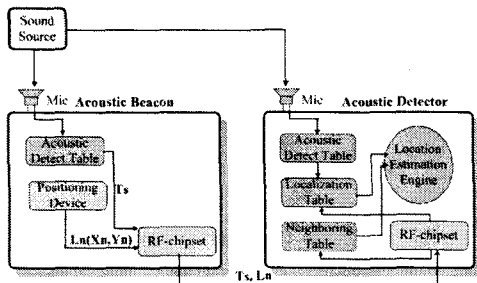 Sound
Source
Mic
Acoustic Beacon
Acoustic
Detect Table
Positioning
Device
Ts
Ln(Xn,Yn)
RF-chipset
Mic
Acoustic Detector
Acoustic
Detect Table
Localization
Table
Neighboring
Table
Location
Estimation
Engine
RF-chipset
Ts, Ln